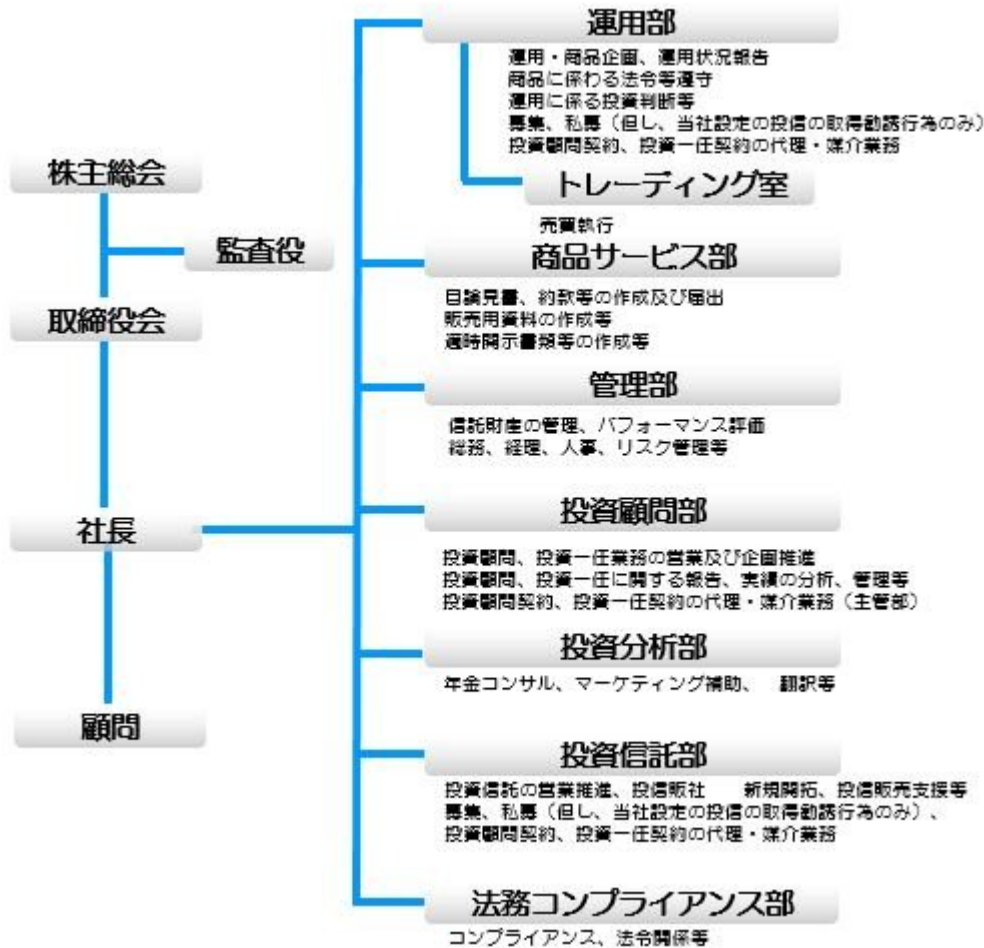 株主総会
監査役
取締役会
社長
顧問
運用部
運用・商品企画、運用状況報告
商品に係わる法令等遵守
運用に係る投資判断等
募集、私募（但し、当社設定の投信の取得勧誘行為のみ）
投資顧問契約、投資一任契約の代理・媒介業務
トレーディング室
売買執行
商品サービス部
目論見書、約款等の作成及び届出
販売用資料の作成等
適時開示書類等の作成等
管理部
信託財産の管理、パフォーマンス評価
総務、経理、人事、リスク管理等
投資顧問部
投資顧問、投資一任業務の営業及び企画推進
投資顧問、投資一任に関する報告、実績の分析、管理等
投資顧問契約、投資一任契約の代理・媒介業務（主管部）
投資分析部
年金コンサル、マーケティング補助、 翻訳等
投資信託部
投資信託の営業推進、投信販社 新規開拓、投信販売支援等
募集、私募（但し、当社設定の投信の取得勧誘行為のみ）、
投資顧問契約、投資一任契約の代理・媒介業務
法務コンプライアンス部
コンプライアンス、法令関係等